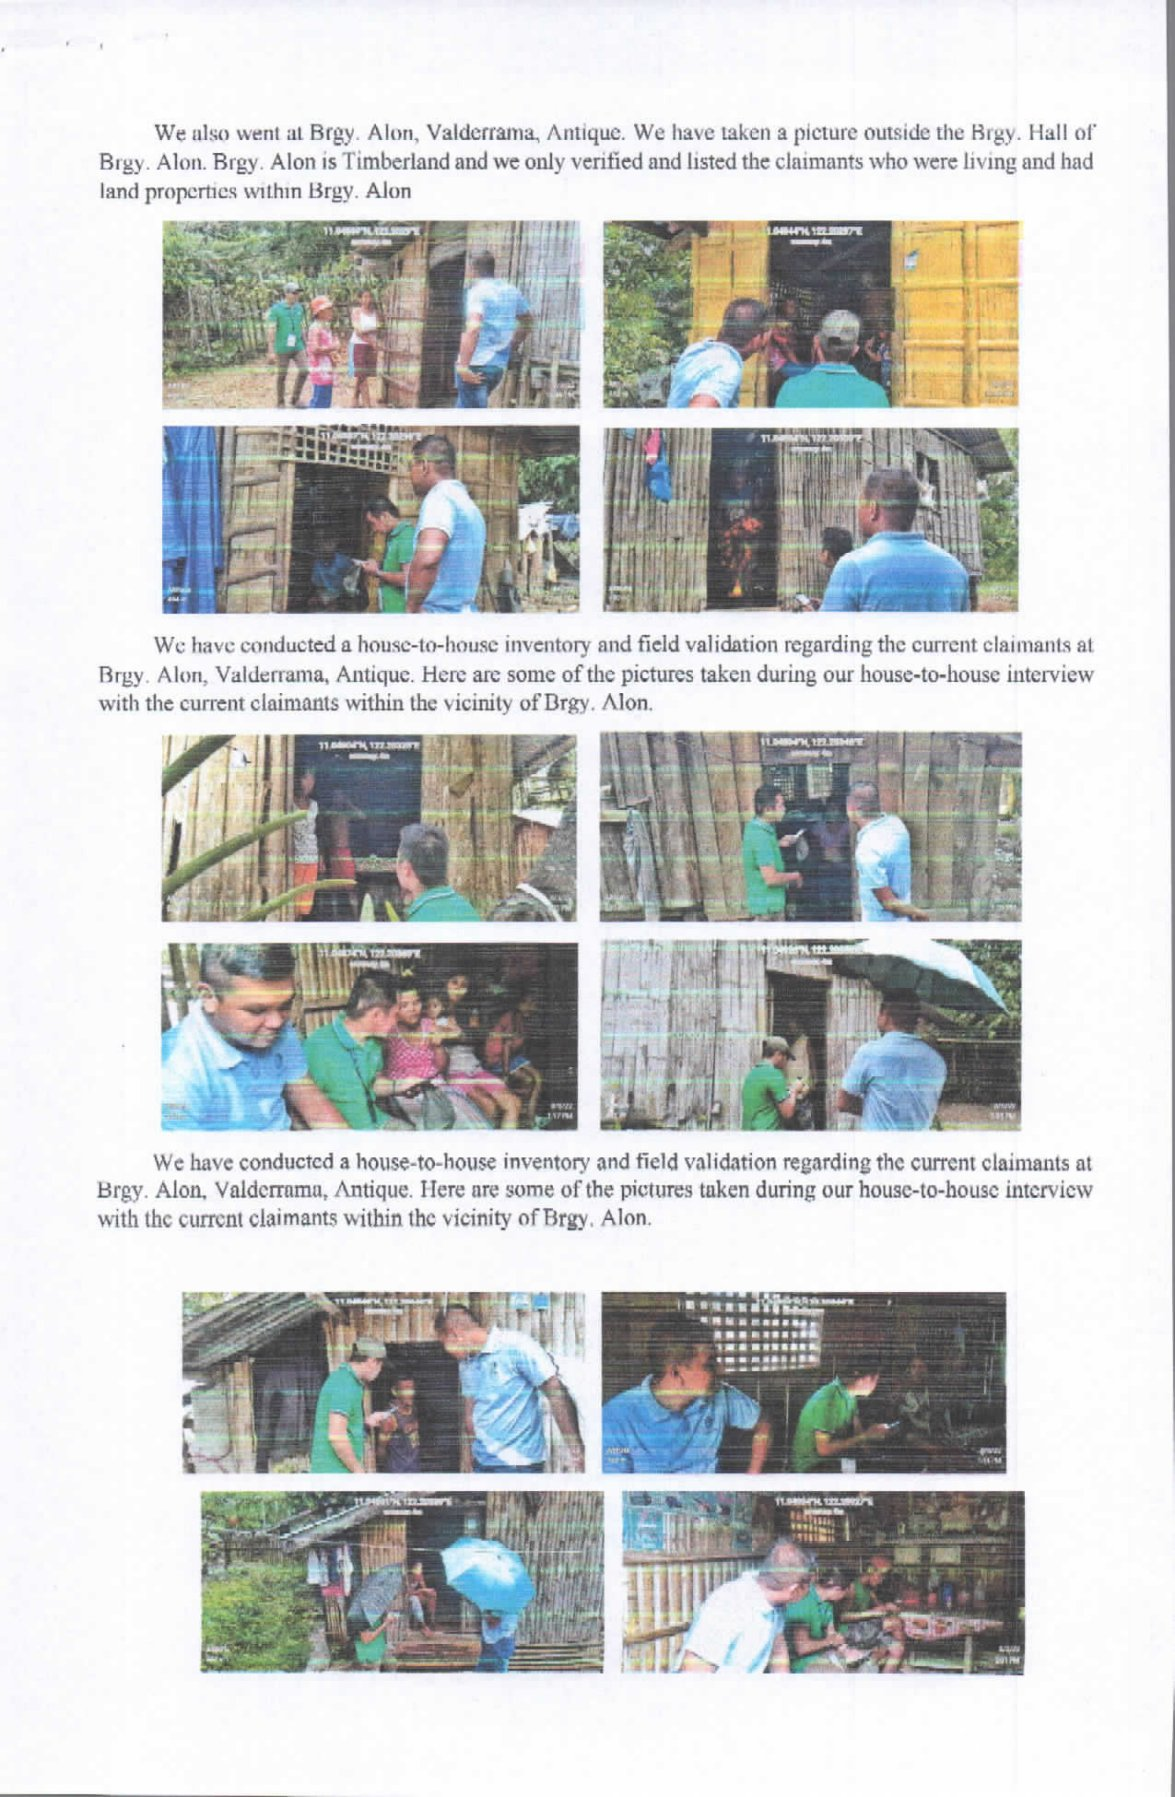 We also went at Brgy. Alon, Valderrama, Antique. We have taken a picture outside the Brgy. Hall of
Brgy. Alon. Brgy. Alon is Timberland and we only verified and listed the claimants who were living and had
land properties within Brgy. Alon
We have conducted a house-to-house inventory and field validation regarding the current claimants at
Brgy. Alon, Valderrama, Antique. Here are some of the pictures taken during our house-to-house interview
with the current claimants within the vicinity of Brgy. Alon.
We have conducted a house-to-house inventory and field validation regarding the current claimants at
Brgy. Alon, Valderrama, Antique. Here are some of the pictures taken during our house-to-house interview
with the current claimants within the vicinity of Brgy. Alon.